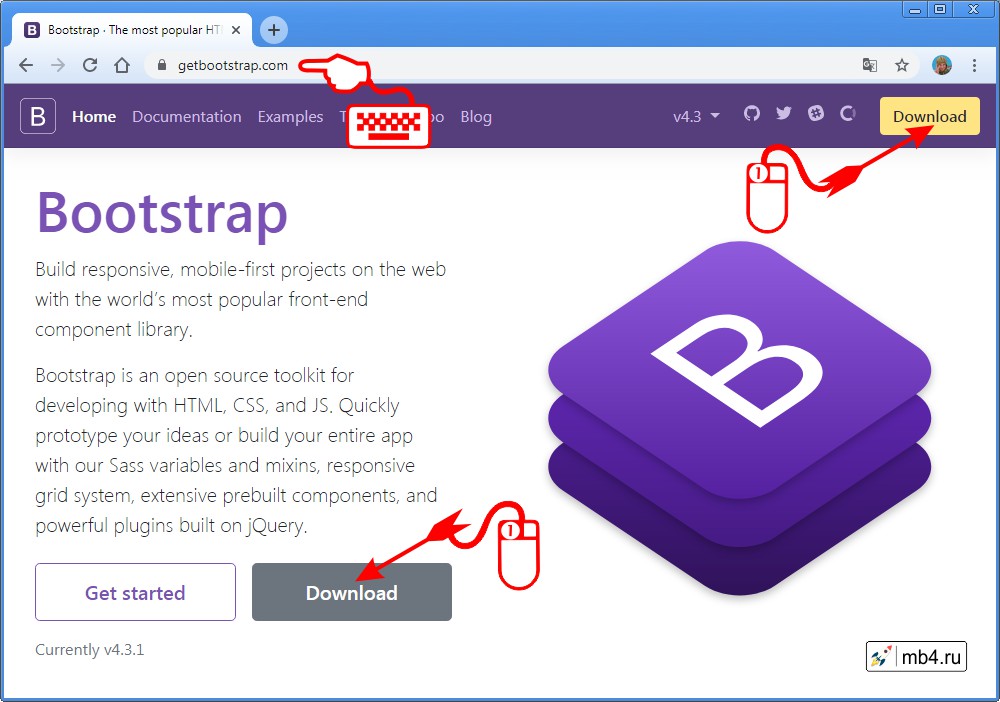 Bootstrap · The most popular HT
getbootstrap.com
B Home Documentation Examples Blog v4.3 Download
Bootstrap
Build responsive, mobile-first projects on the web
with the world's most popular front-end
component library.
Bootstrap is an open source toolkit for
developing with HTML, CSS, and JS. Quickly
prototype your ideas or build your entire app
with our Sass variables and mixins, responsive
grid system, extensive prebuilt components, and
powerful plugins built on jQuery.
B
Get started Download
Currently v4.3.1
1
1
mb4.ru